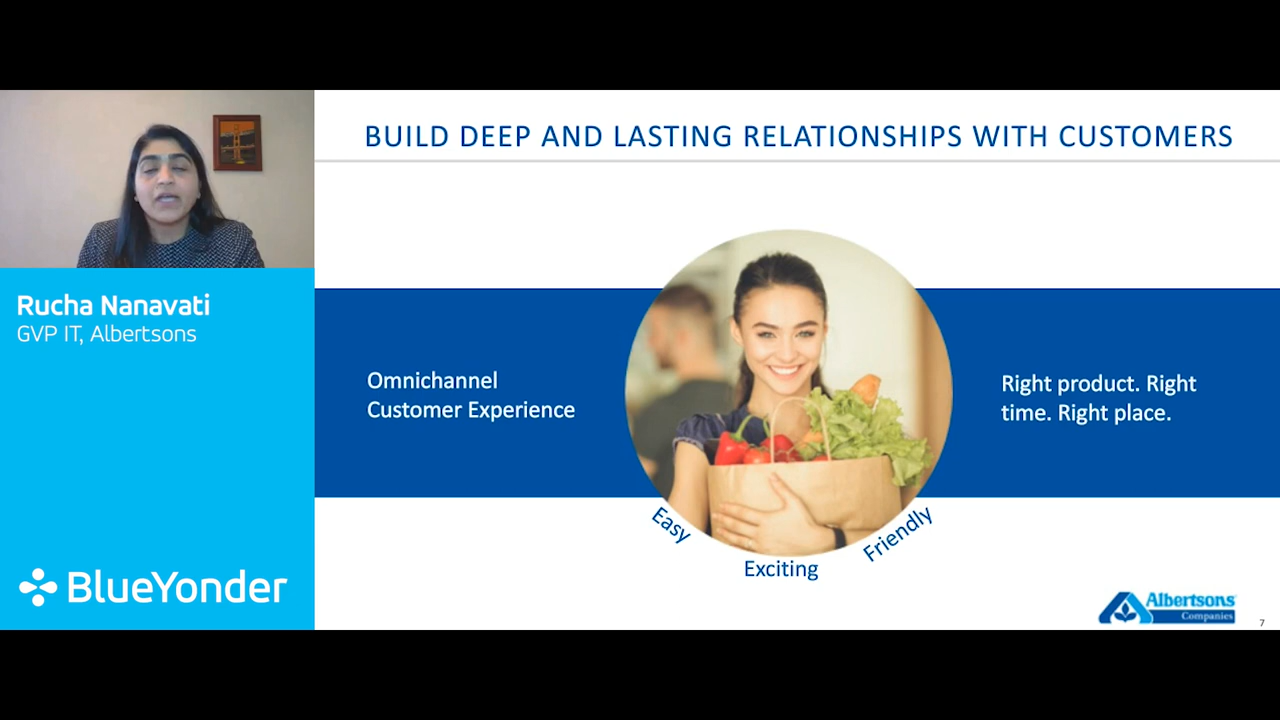 BUILD DEEP AND LASTING RELATIONSHIPS WITH CUSTOMERS
Rucha Nanavati
GVP IT, Albertsons
BlueYonder
Omnichannel
Customer Experience
Right product. Right
time. Right place.
Easy
Exciting
Friendly
Albertsons
Companies
7